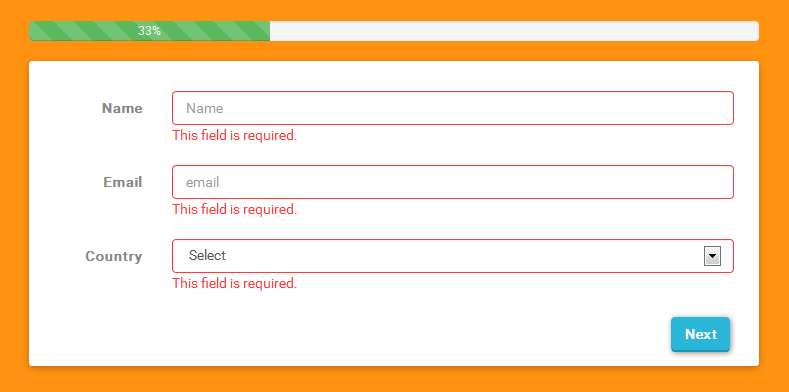 33%
Name Name
This field is required.
Email email
This field is required.
Country Select
This field is required.
Next